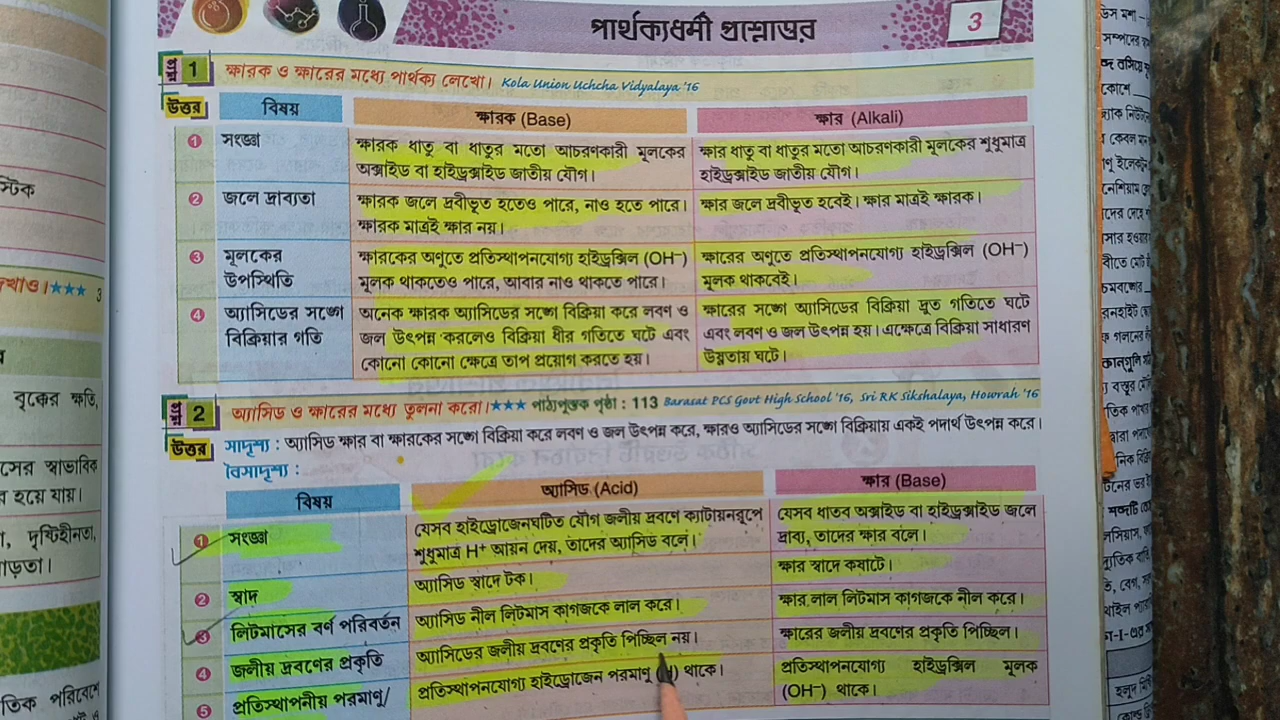 পার্থক্যধর্মী প্রশ্নোত্তর
3
প্রশ্ন 1 ক্ষারক ও ক্ষারের মধ্যে পার্থক্য লেখো। Kola Union Uchcha Vidyalaya '16
উত্তর
বিষয় ক্ষারক (Base) ক্ষার (Alkali)
1 সংজ্ঞা
ক্ষারক ধাতু বা ধাতুর মতো আচরণকারী মূলকের
অক্সাইড বা হাইড্রক্সাইড জাতীয় যৌগ।
ক্ষার ধাতু বা ধাতুর মতো আচরণকারী মূলকের শুধুমাত্র
হাইড্রক্সাইড জাতীয় যৌগ।
2 জলে দ্রাব্যতা
ক্ষারক জলে দ্রবীভূত হতেও পারে, নাও হতে পারে।
ক্ষারক মাত্রই ক্ষার নয়।
ক্ষার জলে দ্রবীভূত হবেই। ক্ষার মাত্রই ক্ষারক।
3 মূলকের
উপস্থিতি
ক্ষারকের অণুতে প্রতিস্থাপনযোগ্য হাইড্রক্সিল (OH⁻)
মূলক থাকতেও পারে, আবার নাও থাকতে পারে।
ক্ষারের অণুতে প্রতিস্থাপনযোগ্য হাইড্রক্সিল (OH⁻)
মূলক থাকবেই।
4 অ্যাসিডের সঙ্গে
বিক্রিয়ার গতি
অনেক ক্ষারক অ্যাসিডের সঙ্গে বিক্রিয়া করে লবণ ও
জল উৎপন্ন করলেও বিক্রিয়া ধীর গতিতে ঘটে এবং
কোনো কোনো ক্ষেত্রে তাপ প্রয়োগ করতে হয়।
ক্ষারের সঙ্গে অ্যাসিডের বিক্রিয়া দ্রুত গতিতে ঘটে
এবং লবণ ও জল উৎপন্ন হয়। এক্ষেত্রে বিক্রিয়া সাধারণ
উষ্ণতায় ঘটে।
প্রশ্ন 2 অ্যাসিড ও ক্ষারের মধ্যে তুলনা করো।★★★ পাঠ্যপুস্তক পৃষ্ঠা : 113 Barasat PCS Govt High School '16, Sri RK Sikshalaya, Howrah '16
উত্তর
সাদৃশ্য : অ্যাসিড ক্ষার বা ক্ষারকের সঙ্গে বিক্রিয়া করে লবণ ও জল উৎপন্ন করে, ক্ষারও অ্যাসিডের সঙ্গে বিক্রিয়ায় একই পদার্থ উৎপন্ন করে।
বৈসাদৃশ্য :
বিষয় অ্যাসিড (Acid) ক্ষার (Base)
1 সংজ্ঞা
যেসব হাইড্রোজেনঘটিত যৌগ জলীয় দ্রবণে ক্যাটায়নরূপে
শুধুমাত্র H⁺ আয়ন দেয়, তাদের অ্যাসিড বলে।
যেসব ধাতব অক্সাইড বা হাইড্রক্সাইড জলে
দ্রাব্য, তাদের ক্ষার বলে।
2 স্বাদ
অ্যাসিড স্বাদে টক।
ক্ষার স্বাদে কষাটে।
3 লিটমাসের বর্ণ পরিবর্তন
অ্যাসিড নীল লিটমাস কাগজকে লাল করে।
ক্ষার লাল লিটমাস কাগজকে নীল করে।
4 জলীয় দ্রবণের প্রকৃতি
অ্যাসিডের জলীয় দ্রবণের প্রকৃতি পিচ্ছিল নয়।
ক্ষারের জলীয় দ্রবণের প্রকৃতি পিচ্ছিল।
5 প্রতিস্থাপনীয় পরমাণু/
প্রতিস্থাপনযোগ্য হাইড্রোজেন পরমাণু থাকে।
প্রতিস্থাপনযোগ্য হাইড্রক্সিল মূলক
(OH⁻) থাকে।
★★★ 3
বৃক্কের ক্ষতি,
হয়ে যায়।
দৃষ্টিহীনতা,